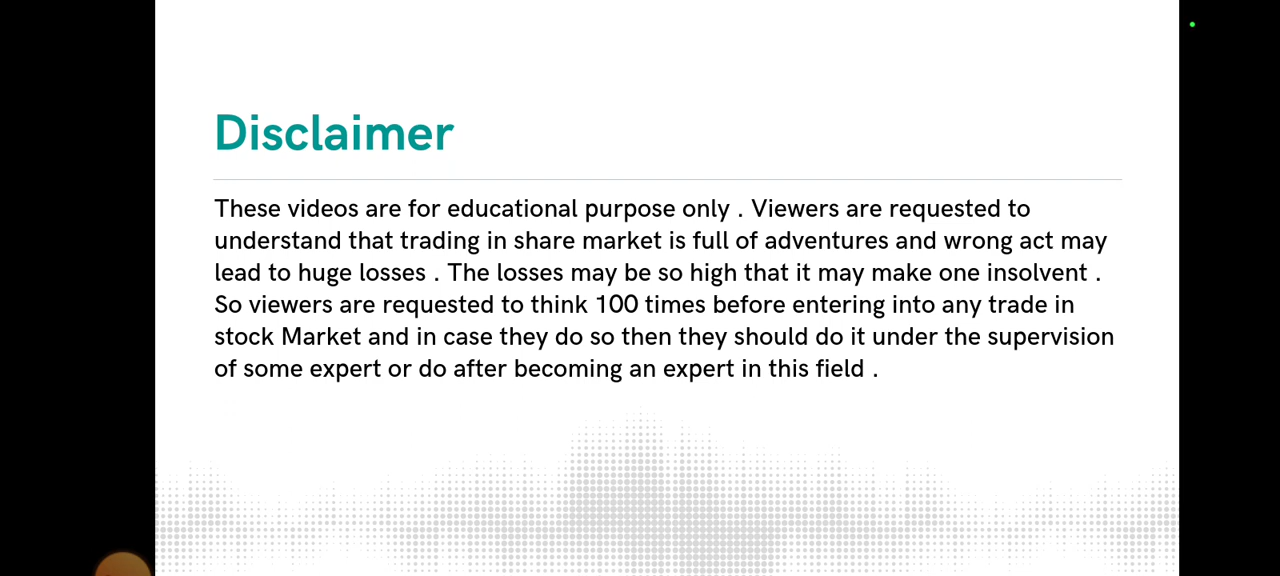 Disclaimer
These videos are for educational purpose only . Viewers are requested to
understand that trading in share market is full of adventures and wrong act may
lead to huge losses . The losses may be so high that it may make one insolvent .
So viewers are requested to think 100 times before entering into any trade in
stock Market and in case they do so then they should do it under the supervision
of some expert or do after becoming an expert in this field .